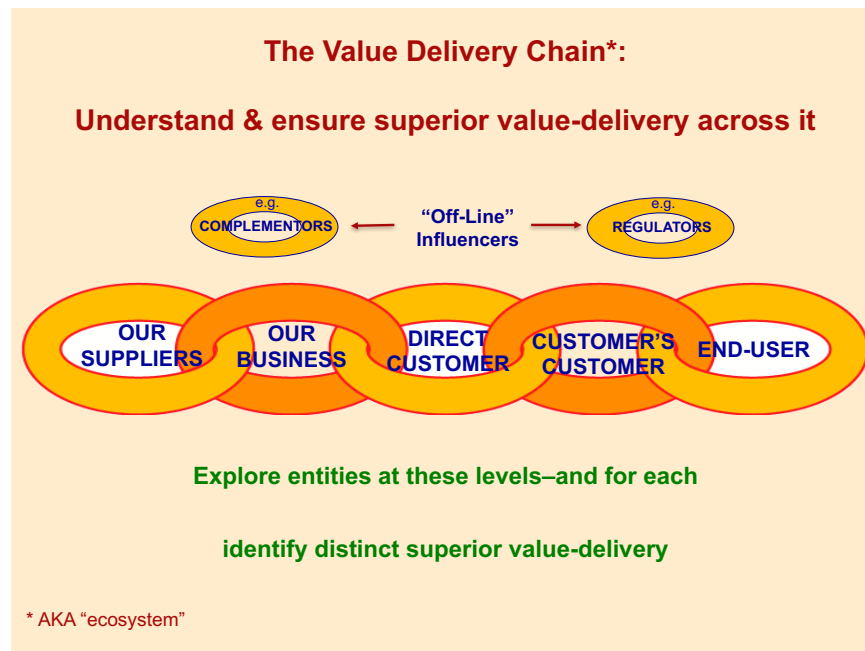 The Value Delivery Chain*:
Understand & ensure superior value-delivery across it
e.g.
COMPLEMENTORS
“Off-Line”
Influencers
e.g.
REGULATORS
OUR
SUPPLIERS
OUR
BUSINESS
DIRECT
CUSTOMER
CUSTOMER’S
CUSTOMER
END-USER
Explore entities at these levels–and for each
identify distinct superior value-delivery
* AKA “ecosystem”